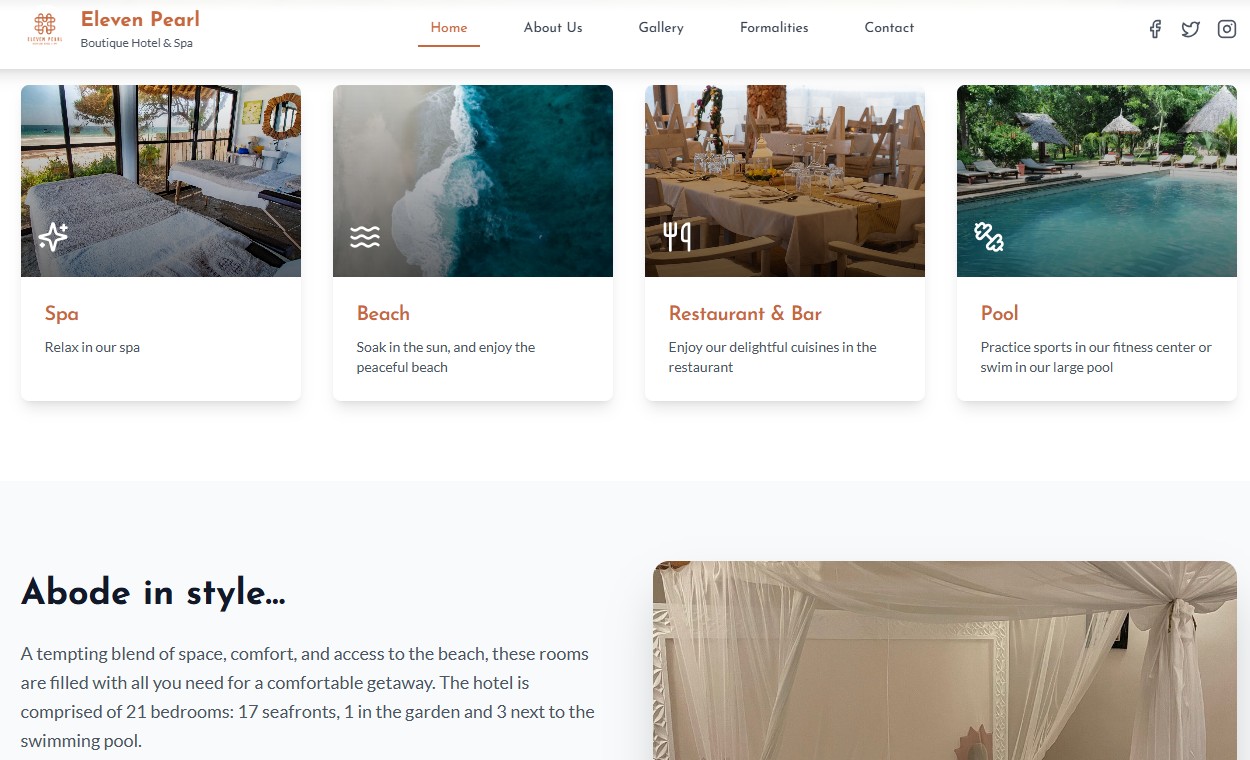 Eleven Pearl
Boutique Hotel & Spa
ELEVEN PEARL
Home
About Us
Gallery
Formalities
Contact
Spa
Relax in our spa
Beach
Soak in the sun, and enjoy the
peaceful beach
Restaurant & Bar
Enjoy our delightful cuisines in the
restaurant
Pool
Practice sports in our fitness center or
swim in our large pool
Abode in style...
A tempting blend of space, comfort, and access to the beach, these rooms
are filled with all you need for a comfortable getaway. The hotel is
comprised of 21 bedrooms: 17 seafronts, 1 in the garden and 3 next to the
swimming pool.